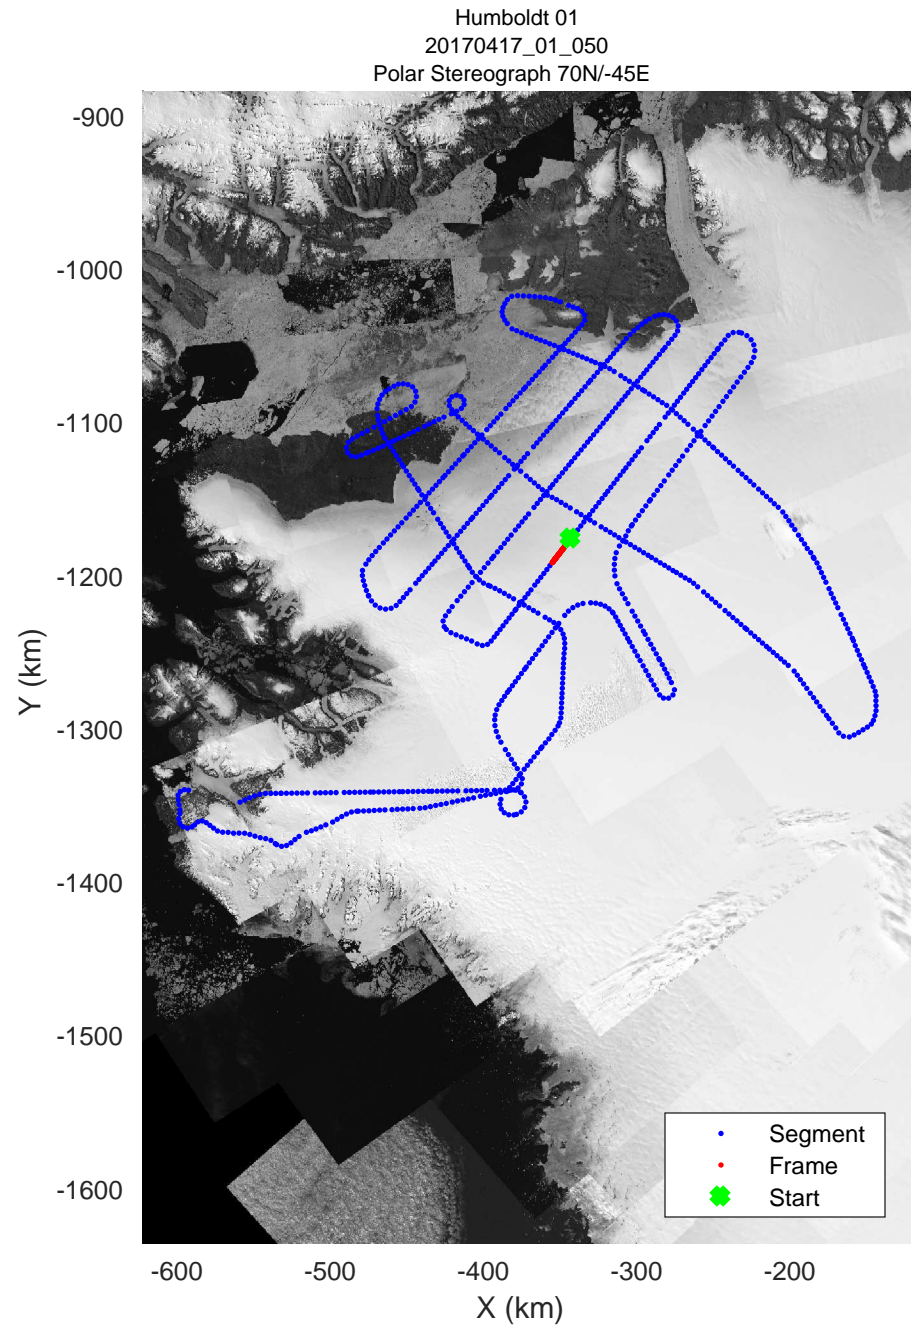 Humboldt 01
20170417_01_050
Polar Stereograph 70N/-45E
-900
-1000
-1100
-1200
-1300
-1400
-1500
-1600
Y (km)
Segment
Frame
Start
-600 -500 -400 -300 -200
X (km)